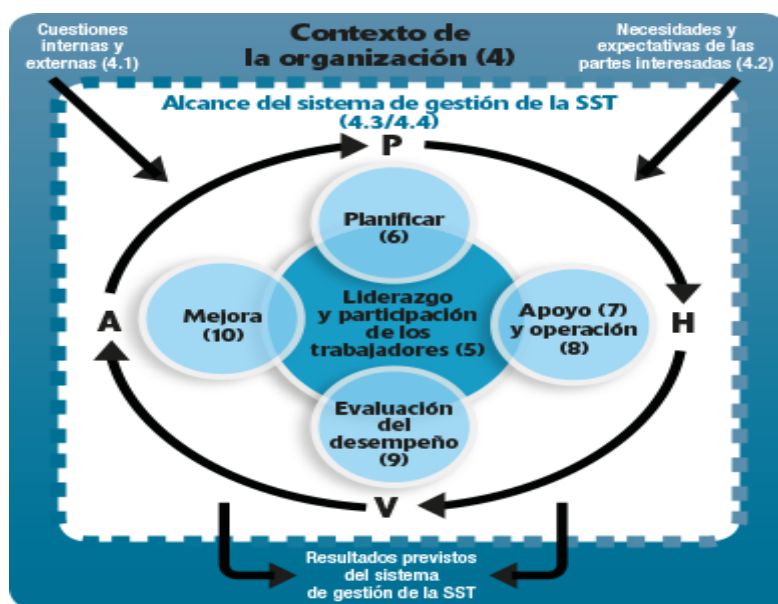 Cuestiones
internas y
externas (4.1)
Contexto de
la organización (4)
Necesidades y
expectativas de las
partes interesadas (4.2)
Alcance del sistema de gestión de la SST
(4.3/4.4)
P
Planificar
(6)
A
Mejora
(10)
Liderazgo
y participación
de los
trabajadores (5)
Apoyo (7)
y operación
(8)
H
Evaluación
del
desempeño
(9)
V
Resultados previstos
del sistema
de gestión de la SST